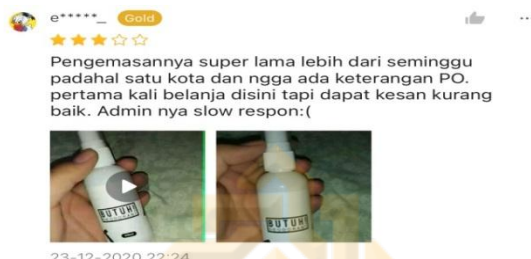 e*****_ Gold
Pengemasannya super lama lebih dari seminggu
padahal satu kota dan ngga ada keterangan PO.
pertama kali belanja disini tapi dapat kesan kurang
baik. Admin nya slow respon:(
BUTUH
BUTUH
23-12-2020 22:24